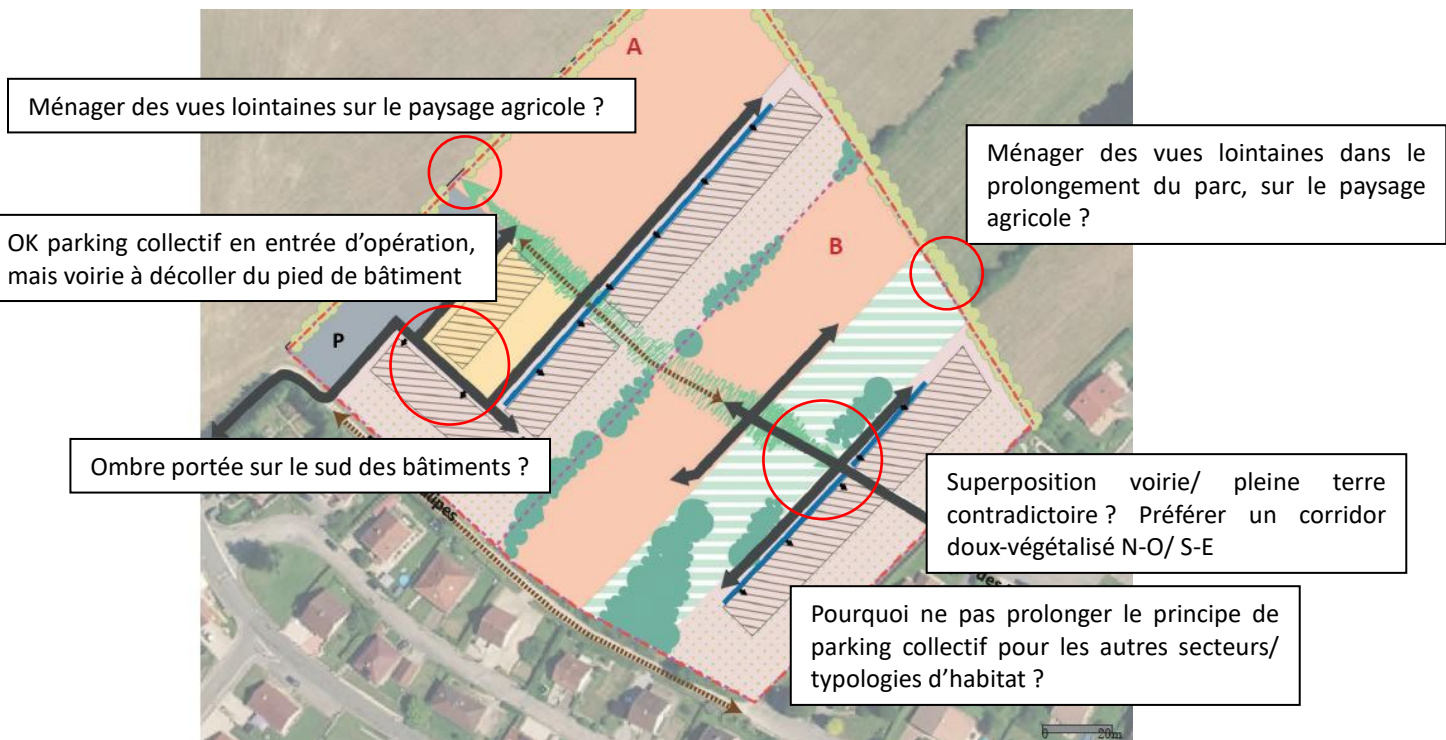 A
Ménager des vues lointaines sur le paysage agricole ?
Ménager des vues lointaines dans le
prolongement du parc, sur le paysage
agricole ?
OK parking collectif en entrée d’opération,
mais voirie à décoller du pied de bâtiment
B
P
Ombre portée sur le sud des bâtiments ?
Superposition voirie/ pleine terre
contradictoire ? Préférer un corridor
doux-végétalisé N-O/ S-E
Pourquoi ne pas prolonger le principe de
parking collectif pour les autres secteurs/
typologies d’habitat ?
0 20m